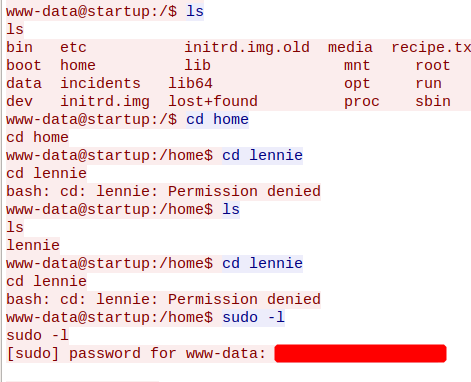 www-data@startup:/$ ls
ls
bin   etc           initrd.img.old  media  recipe.tx
boot  home          lib             mnt    root
data  incidents   lib64             opt    run
dev   initrd.img  lost+found        proc   sbin
www-data@startup:/$ cd home
cd home
www-data@startup:/home$ cd lennie
cd lennie
bash: cd: lennie: Permission denied
www-data@startup:/home$ ls
ls
lennie
www-data@startup:/home$ cd lennie
cd lennie
bash: cd: lennie: Permission denied
www-data@startup:/home$ sudo -l
sudo -l
[sudo] password for www-data: